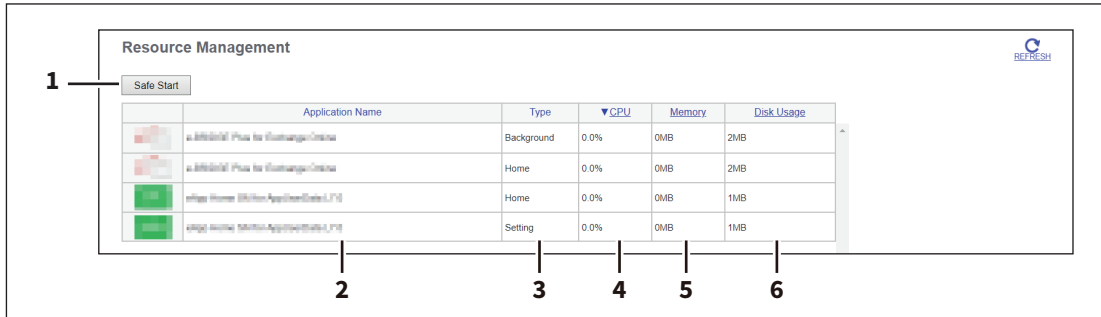 Resource Management
REFRESH
1
Safe Start
Application Name Type ▼CPU Memory Disk Usage
Background 0.0% 0MB 2MB
Home 0.0% 0MB 2MB
Home 0.0% 0MB 1MB
Setting 0.0% 0MB 1MB
2 3 4 5 6